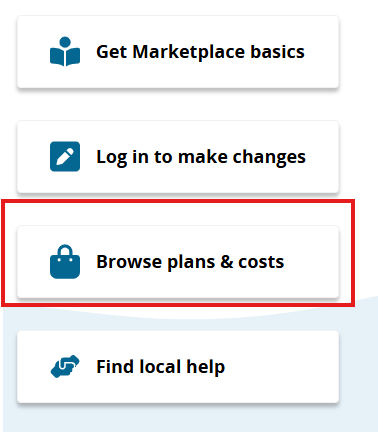 Get Marketplace basics
Log in to make changes
Browse plans & costs
Find local help